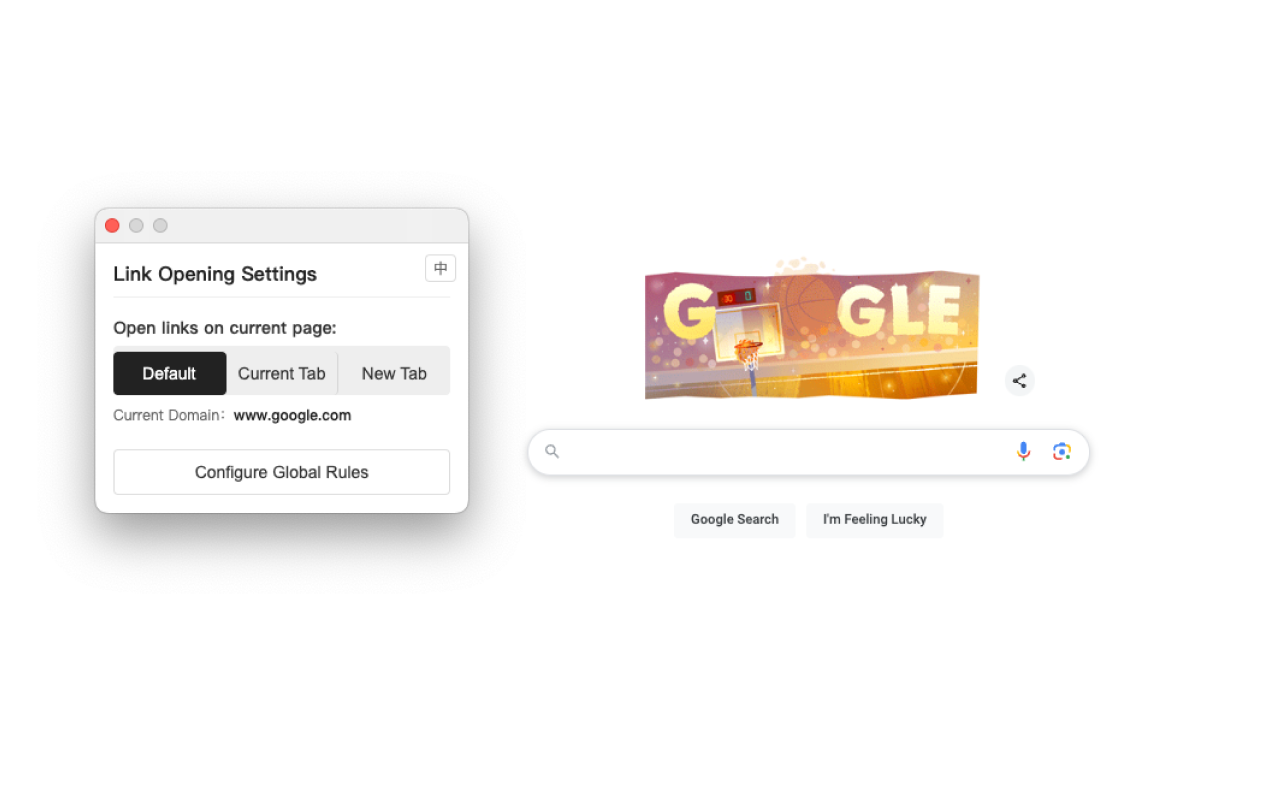 中
Link Opening Settings
Open links on current page:
Default Current Tab New Tab
Current Domain： www.google.com
Configure Global Rules
G GLE
Google Search I'm Feeling Lucky